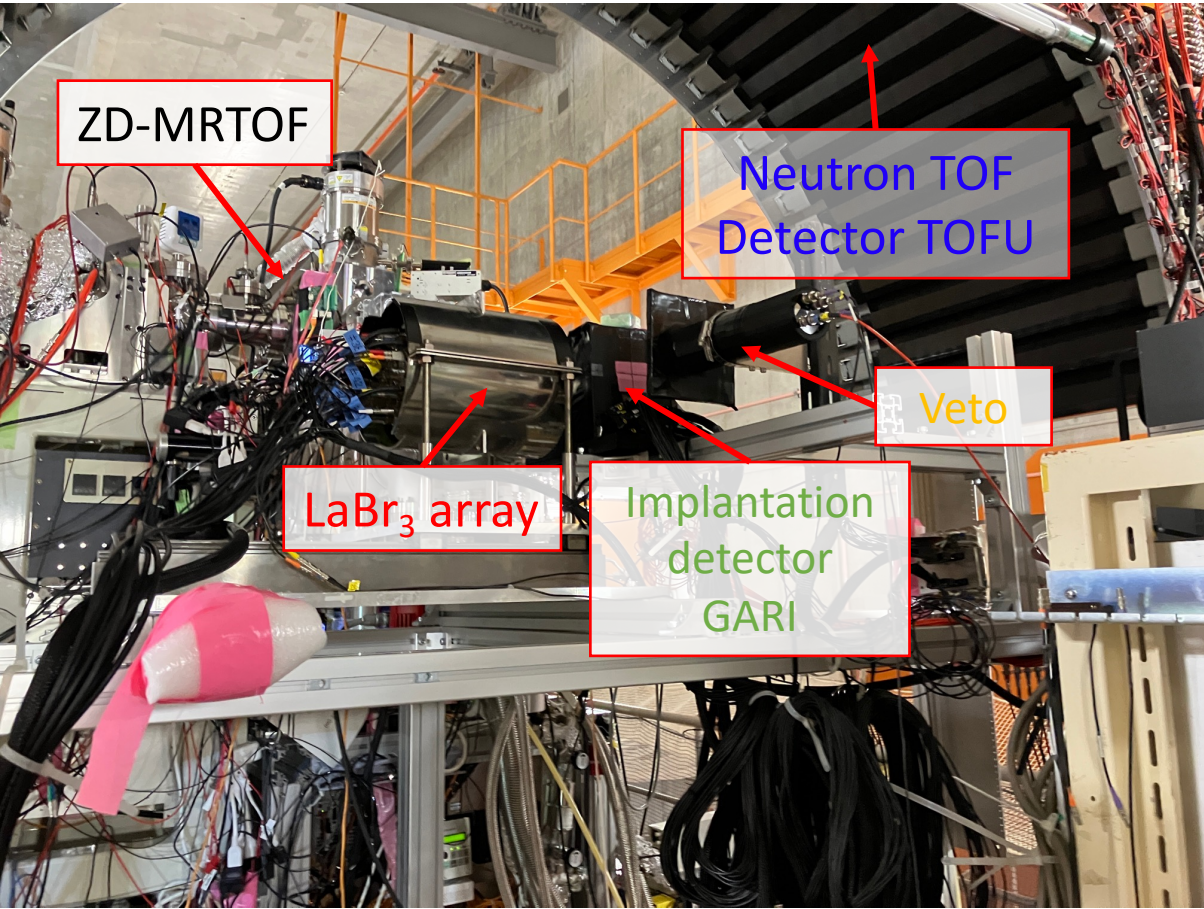 ZD-MRTOF
Neutron TOF
Detector TOFU
Veto
LaBr₃ array
Implantation
detector
GARI